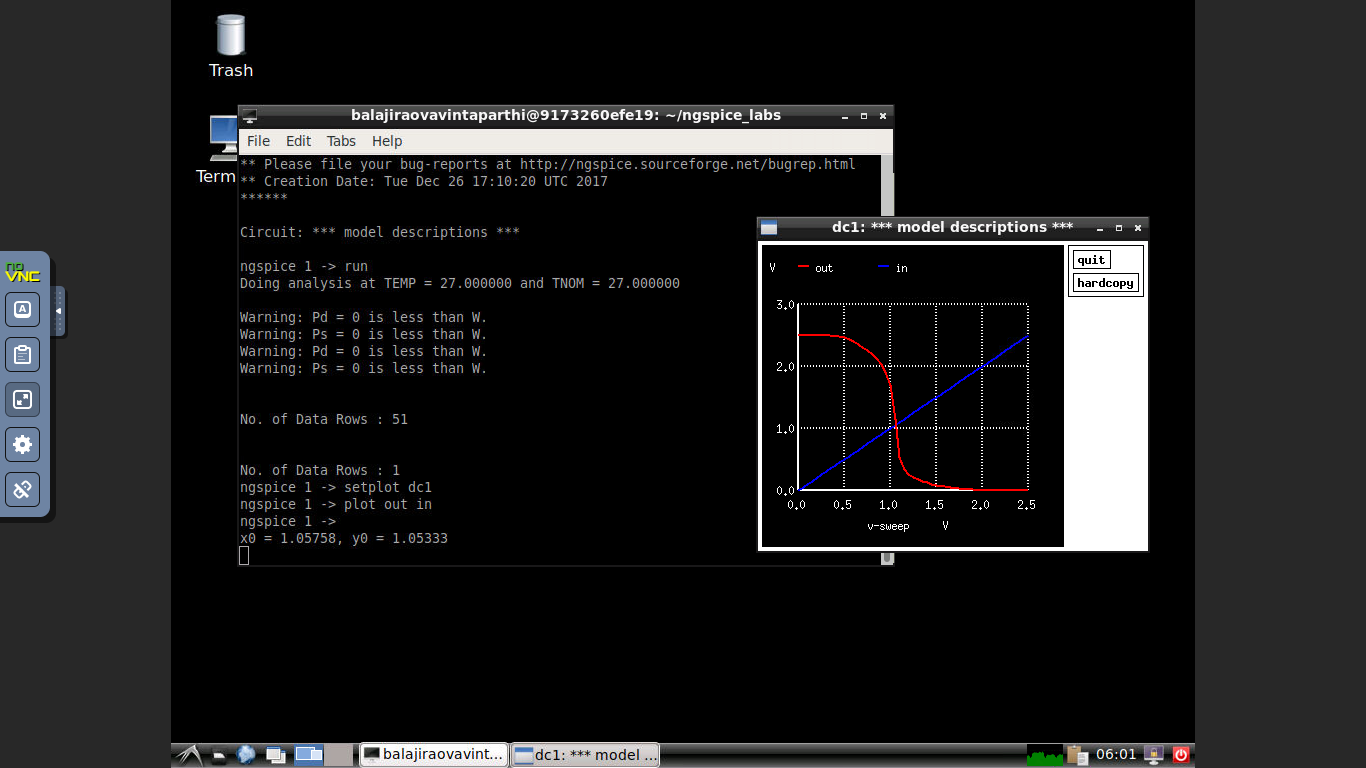 Trash
Term
balajiraovavintaparthi@9173260efe19: ~/ngspice_labs
File Edit Tabs Help
** Please file your bug-reports at http://ngspice.sourceforge.net/bugrep.html
** Creation Date: Tue Dec 26 17:10:20 UTC 2017
******
Circuit: *** model descriptions ***
ngspice 1 -> run
Doing analysis at TEMP = 27.000000 and TNOM = 27.000000
Warning: Pd = 0 is less than W.
Warning: Ps = 0 is less than W.
Warning: Pd = 0 is less than W.
Warning: Ps = 0 is less than W.
No. of Data Rows : 51
No. of Data Rows : 1
ngspice 1 -> setplot dc1
ngspice 1 -> plot out in
ngspice 1 ->
x0 = 1.05758, y0 = 1.05333
dc1: *** model descriptions ***
quit
hardcopy
V out in
3.0
2.0
1.0
0.0
0.0 0.5 1.0 1.5 2.0 2.5
v-sweep V
no
VNC
A
balajiraovavint...
dc1: *** model ...
06:01